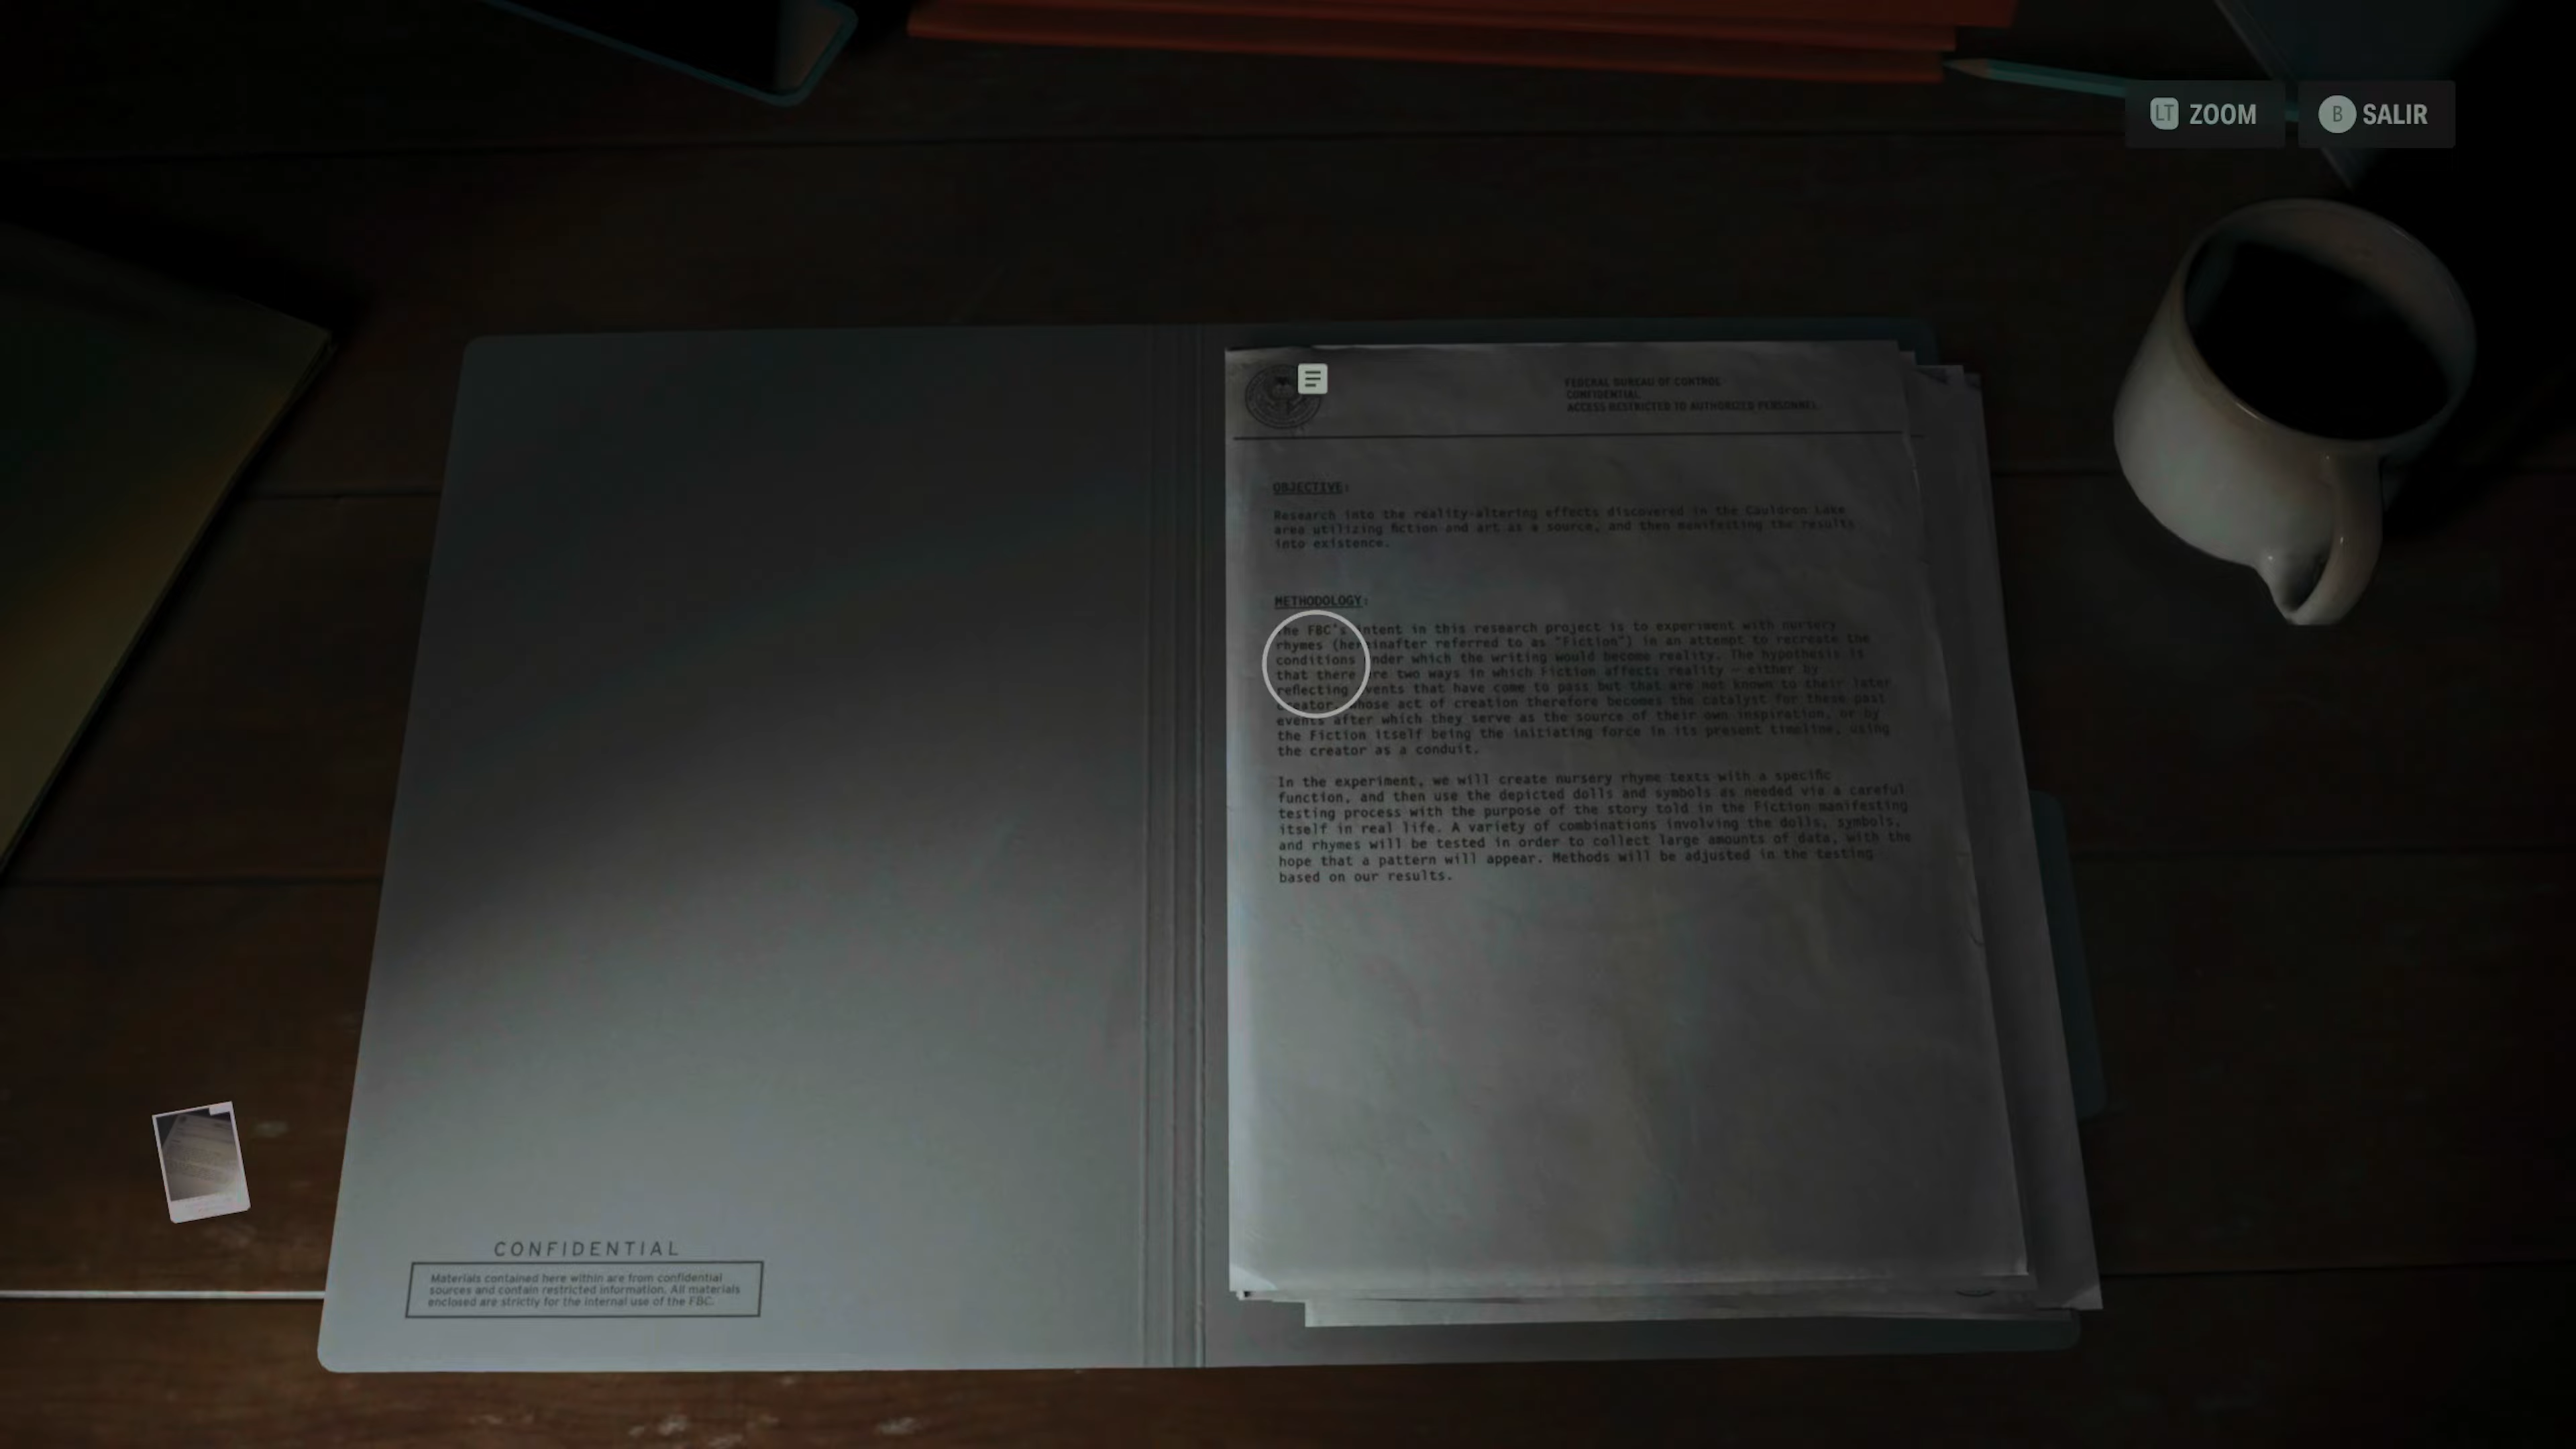 LT ZOOM
B SALIR
FEDERAL BUREAU OF CONTROL
CONFIDENTIAL
ACCESS RESTRICTED TO AUTHORIZED PERSONNEL
OBJECTIVE:
Research into the reality-altering effects discovered in the Cauldron Lake
area utilizing fiction and art as a source, and then manifesting the results
into existence.
METHODOLOGY:
The FBC's intent in this research project is to experiment with nursery
rhymes (hereinafter referred to as "Fiction") in an attempt to recreate the
conditions under which the writing would become reality. The hypothesis is
that there are two ways in which Fiction affects reality – either by
reflecting events that have come to pass but that are not known to their later
creator, whose act of creation therefore becomes the catalyst for these past
events after which they serve as the source of their own inspiration, or by
the Fiction itself being the initiating force in its present timeline, using
the creator as a conduit.
In the experiment, we will create nursery rhyme texts with a specific
function, and then use the depicted dolls and symbols as needed via a careful
testing process with the purpose of the story told in the Fiction manifesting
itself in real life. A variety of combinations involving the dolls, symbols,
and rhymes will be tested in order to collect large amounts of data, with the
hope that a pattern will appear. Methods will be adjusted in the testing
based on our results.
CONFIDENTIAL
Materials contained here within are from confidential
sources and contain restricted information. All materials
enclosed are strictly for the internal use of the FBC.